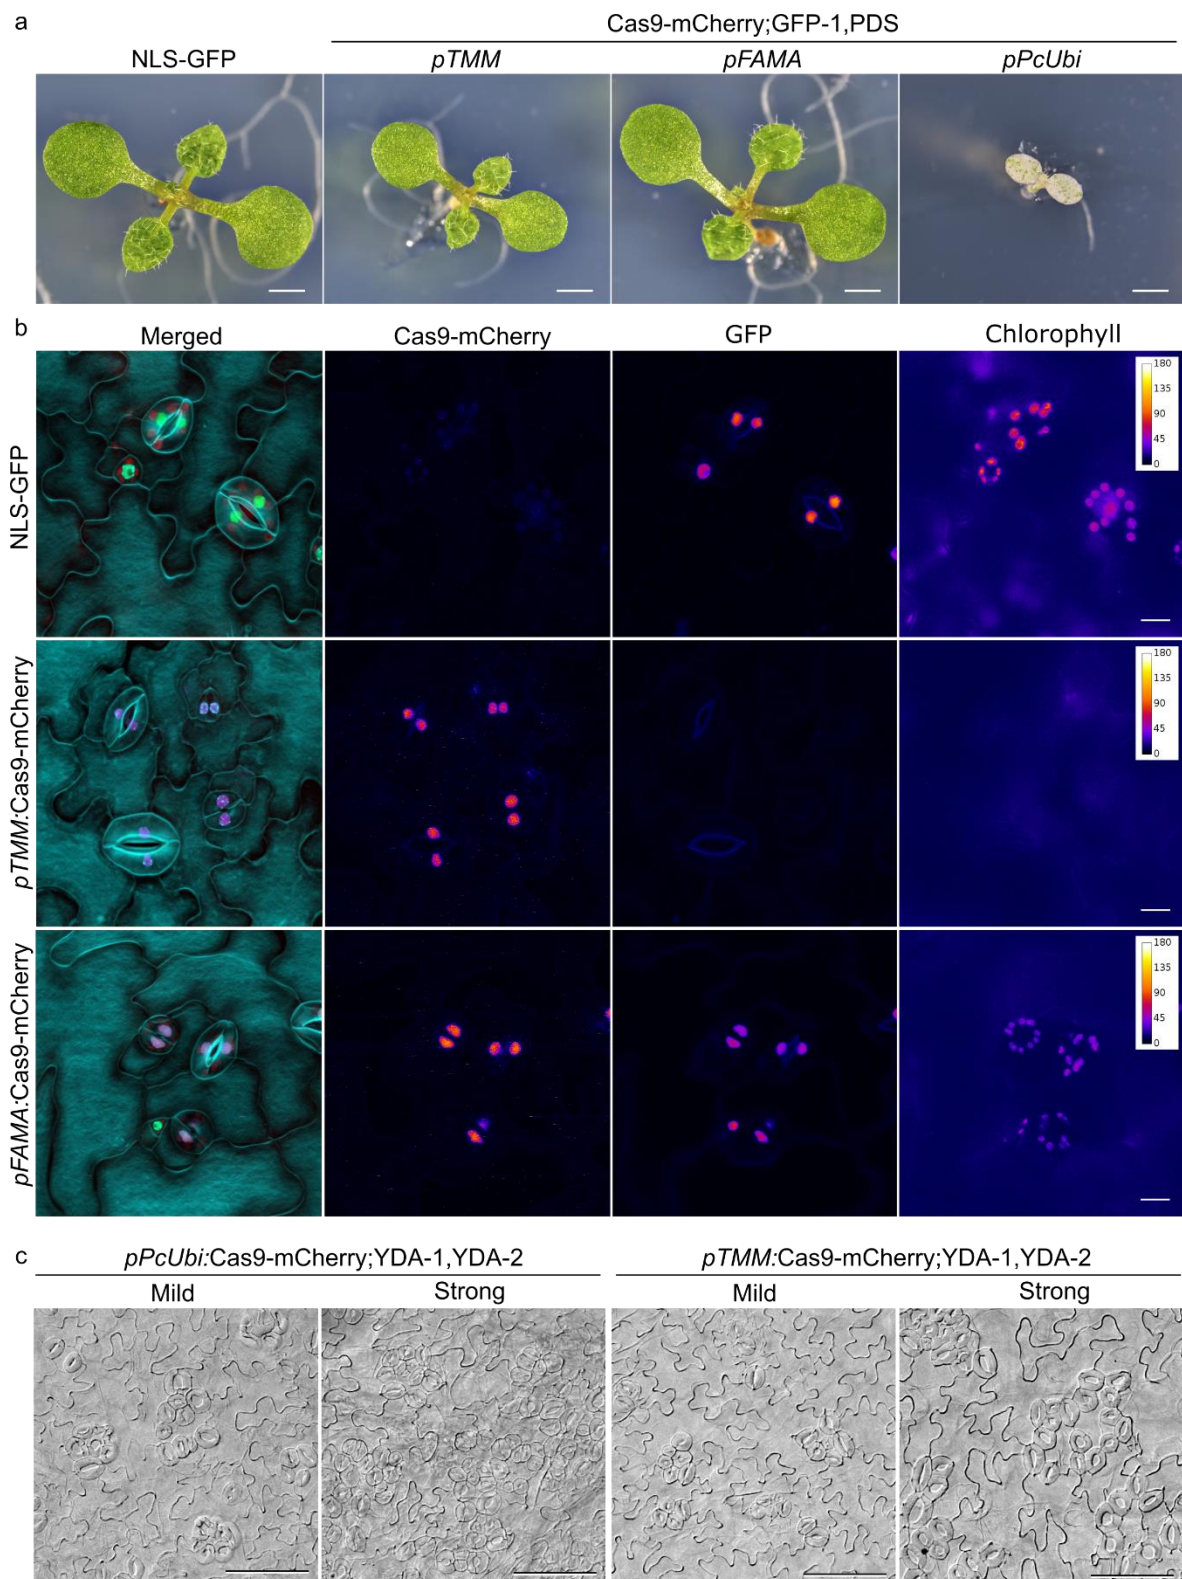 a
Cas9-mCherry;GFP-1,PDS
NLS-GFP
pTMM
pFAMA
pPcUbi
b
Merged
Cas9-mCherry
GFP
Chlorophyll
NLS-GFP
180
135
90
45
0
pTMM:Cas9-mCherry
180
135
90
45
0
pFAMA:Cas9-mCherry
180
135
90
45
0
c
pPcUbi:Cas9-mCherry;YDA-1,YDA-2
pTMM:Cas9-mCherry;YDA-1,YDA-2
Mild
Strong
Mild
Strong